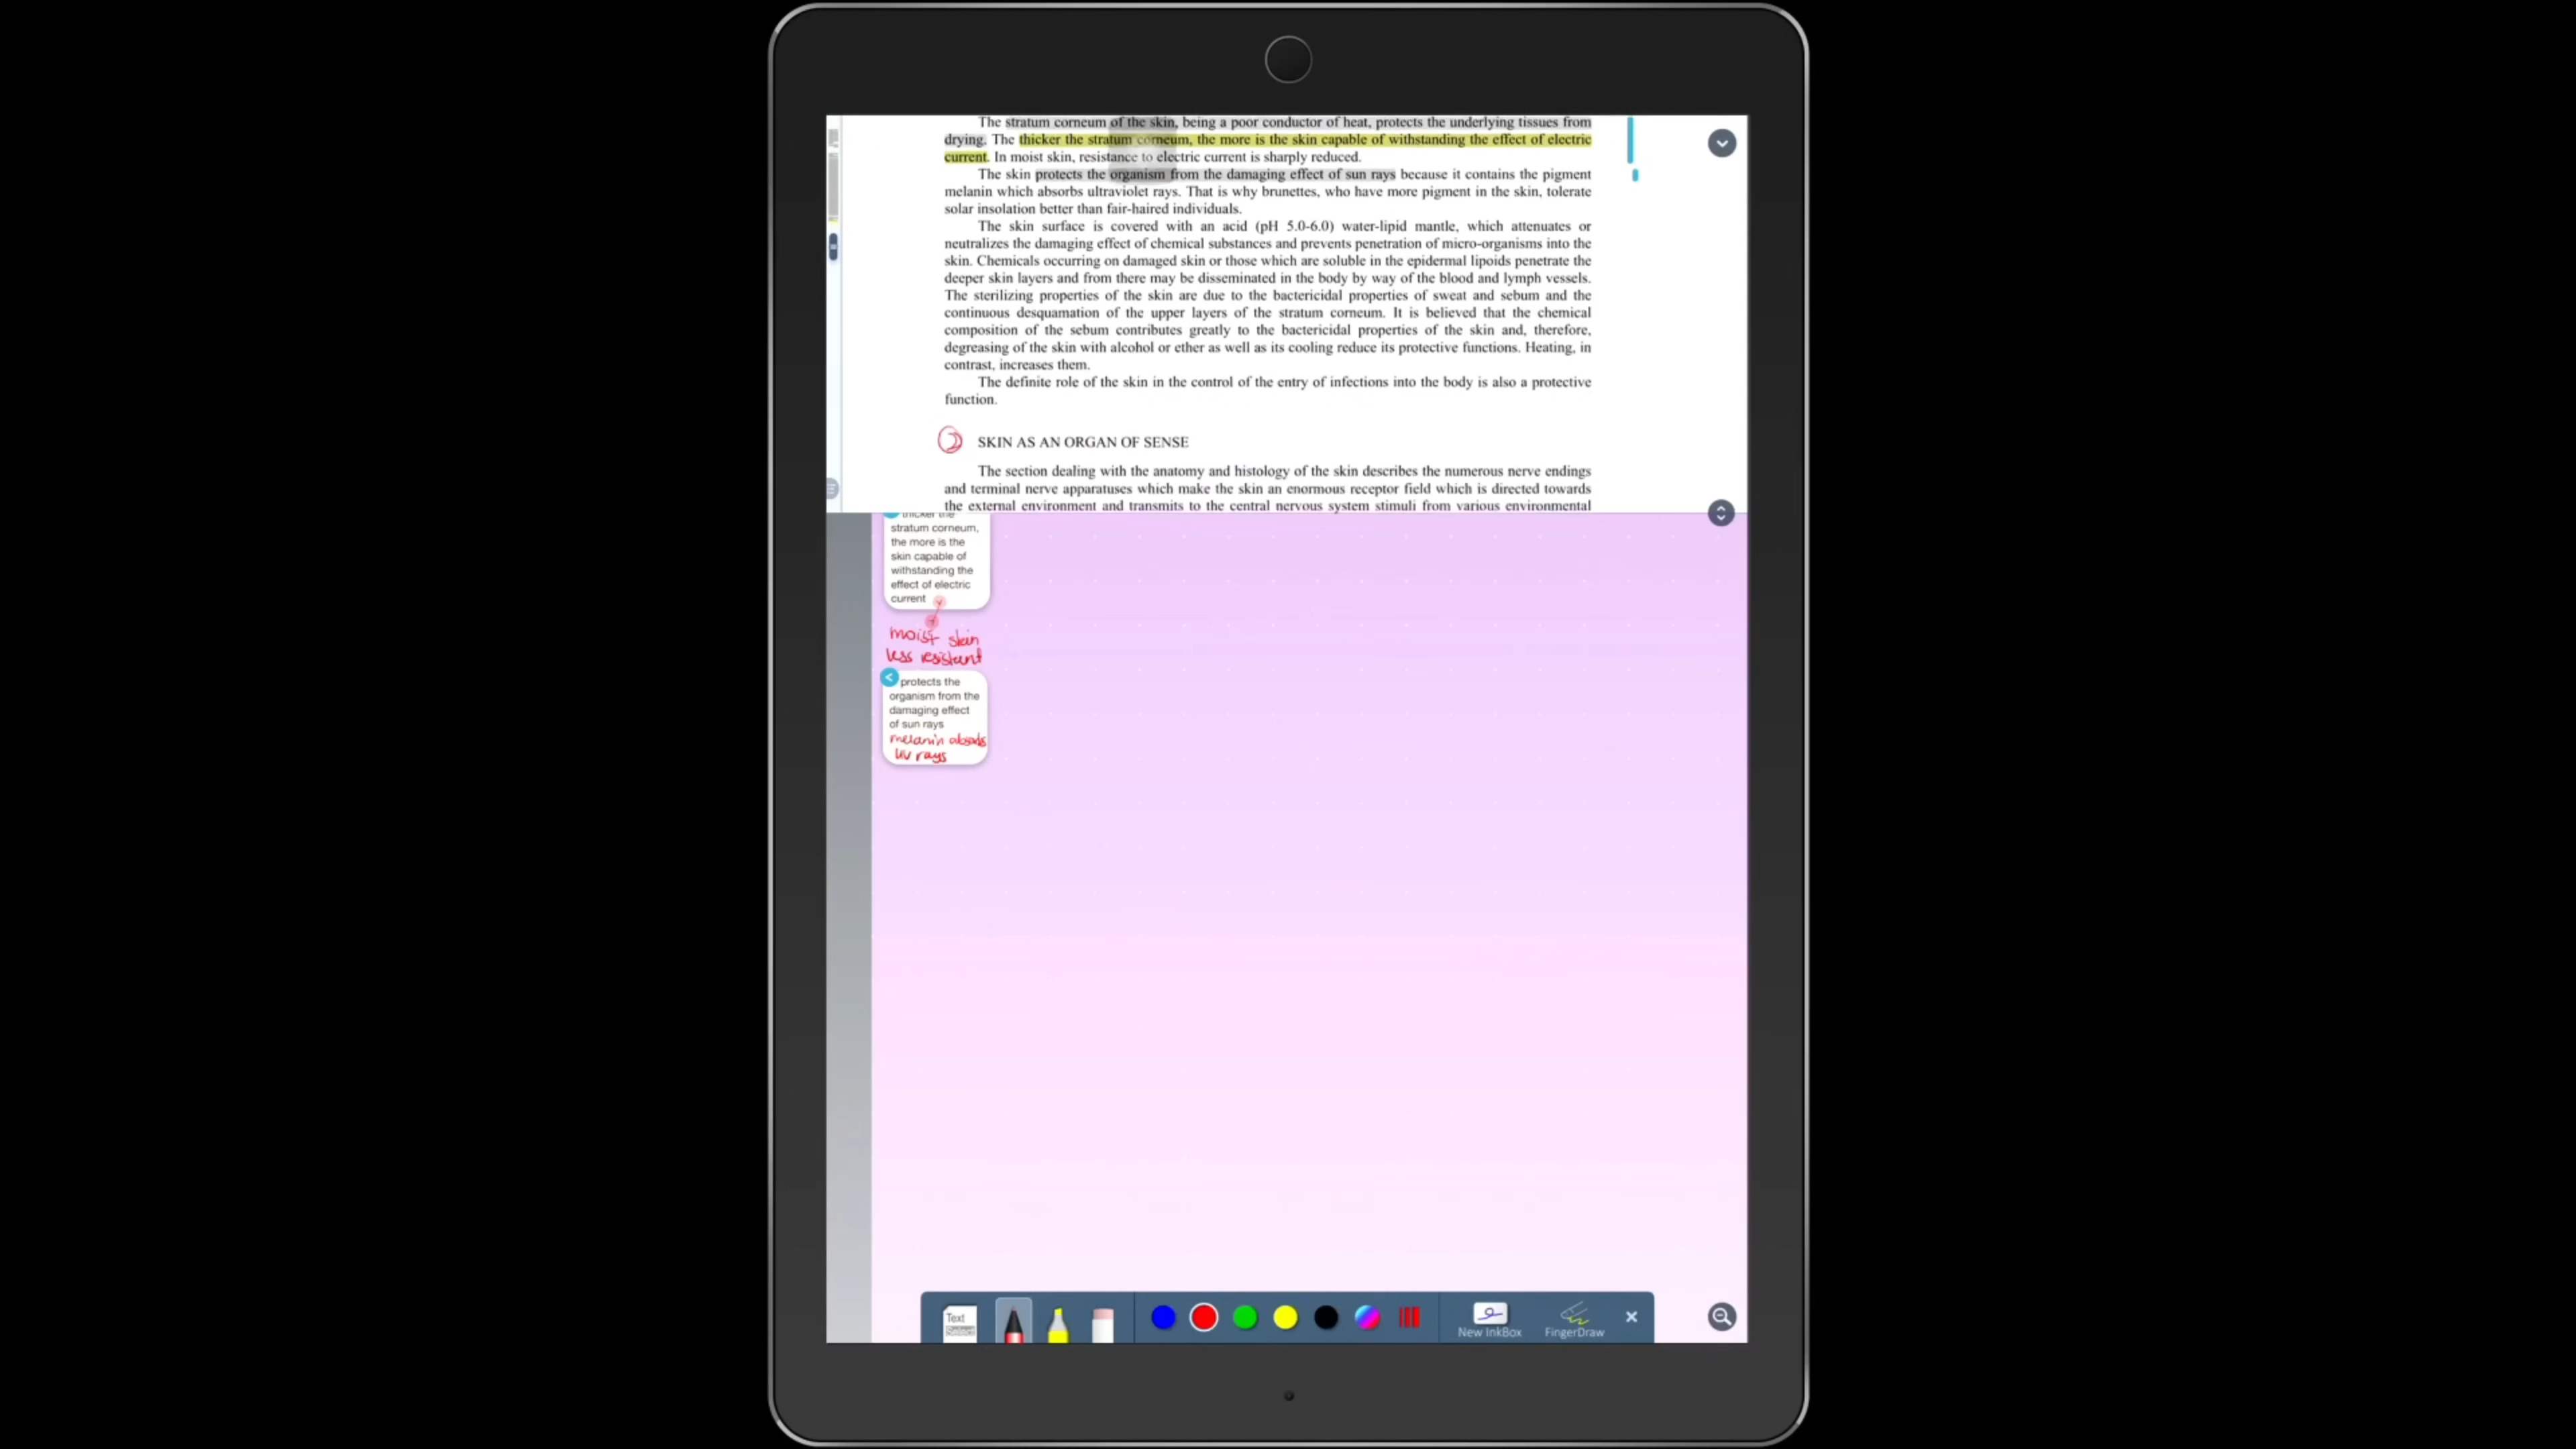 The stratum corneum of the skin, being a poor conductor of heat, protects the underlying tissues from
drying. The thicker the stratum corneum, the more is the skin capable of withstanding the effect of electric
current. In moist skin, resistance to electric current is sharply reduced.
The skin protects the organism from the damaging effect of sun rays because it contains the pigment
melanin which absorbs ultraviolet rays. That is why brunettes, who have more pigment in the skin, tolerate
solar insolation better than fair-haired individuals.
The skin surface is covered with an acid (pH 5.0-6.0) water-lipid mantle, which attenuates or
neutralizes the damaging effect of chemical substances and prevents penetration of micro-organisms into the
skin. Chemicals occurring on damaged skin or those which are soluble in the epidermal lipoids penetrate the
deeper skin layers and from there may be disseminated in the body by way of the blood and lymph vessels.
The sterilizing properties of the skin are due to the bactericidal properties of sweat and sebum and the
continuous desquamation of the upper layers of the stratum corneum. It is believed that the chemical
composition of the sebum contributes greatly to the bactericidal properties of the skin and, therefore,
degreasing of the skin with alcohol or ether as well as its cooling reduce its protective functions. Heating, in
contrast, increases them.
The definite role of the skin in the control of the entry of infections into the body is also a protective
function.
2 SKIN AS AN ORGAN OF SENSE
The section dealing with the anatomy and histology of the skin describes the numerous nerve endings
and terminal nerve apparatuses which make the skin an enormous receptor field which is directed towards
the external environment and transmits to the central nervous system stimuli from various environmental
thicker the
stratum corneum,
the more is the
skin capable of
withstanding the
effect of electric
current
moist skin
less resistant
protects the
organism from the
damaging effect
of sun rays
melanin absorbs
UV rays
Text
New InkBox
FingerDraw